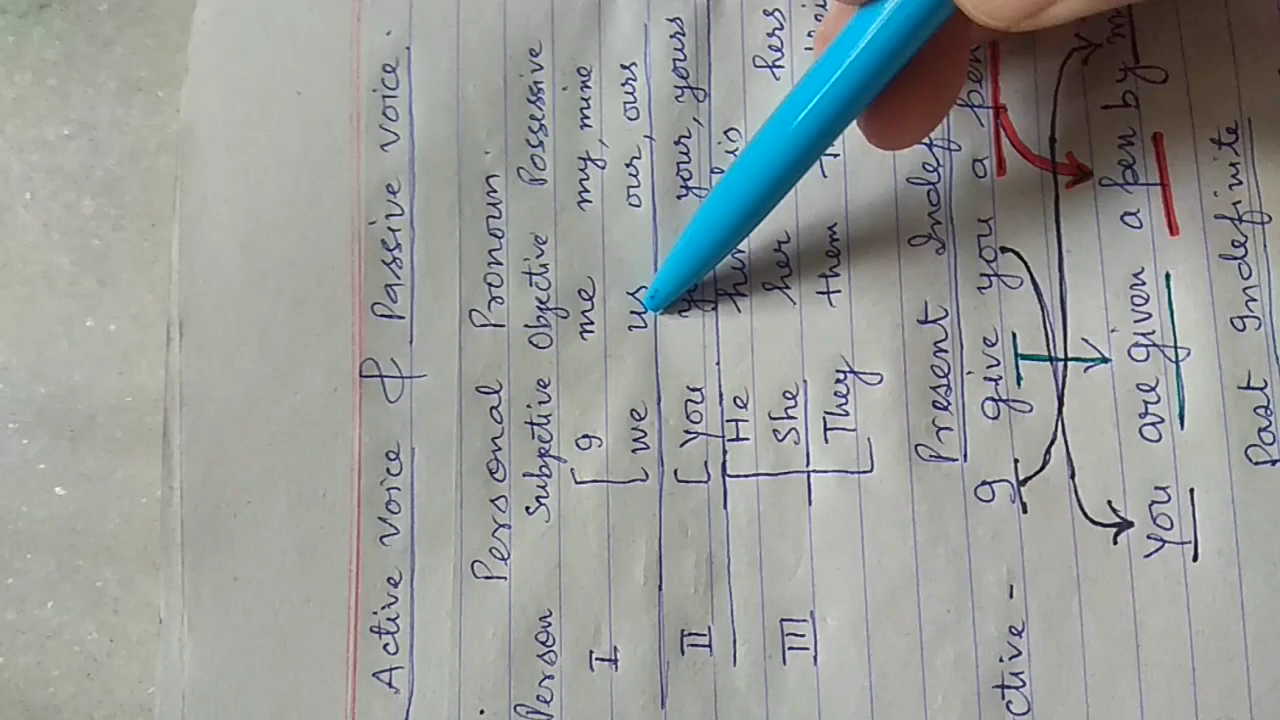 Active Voice & Passive Voice.
Personal Pronoun.
Person Subjective Objective Possessive
I I me my, mine
we us our, ours
II You your, yours
He him his
III She her hers
They them
Present Indef
ctive - I give you a pen
You are given a pen by
Past Indefinite